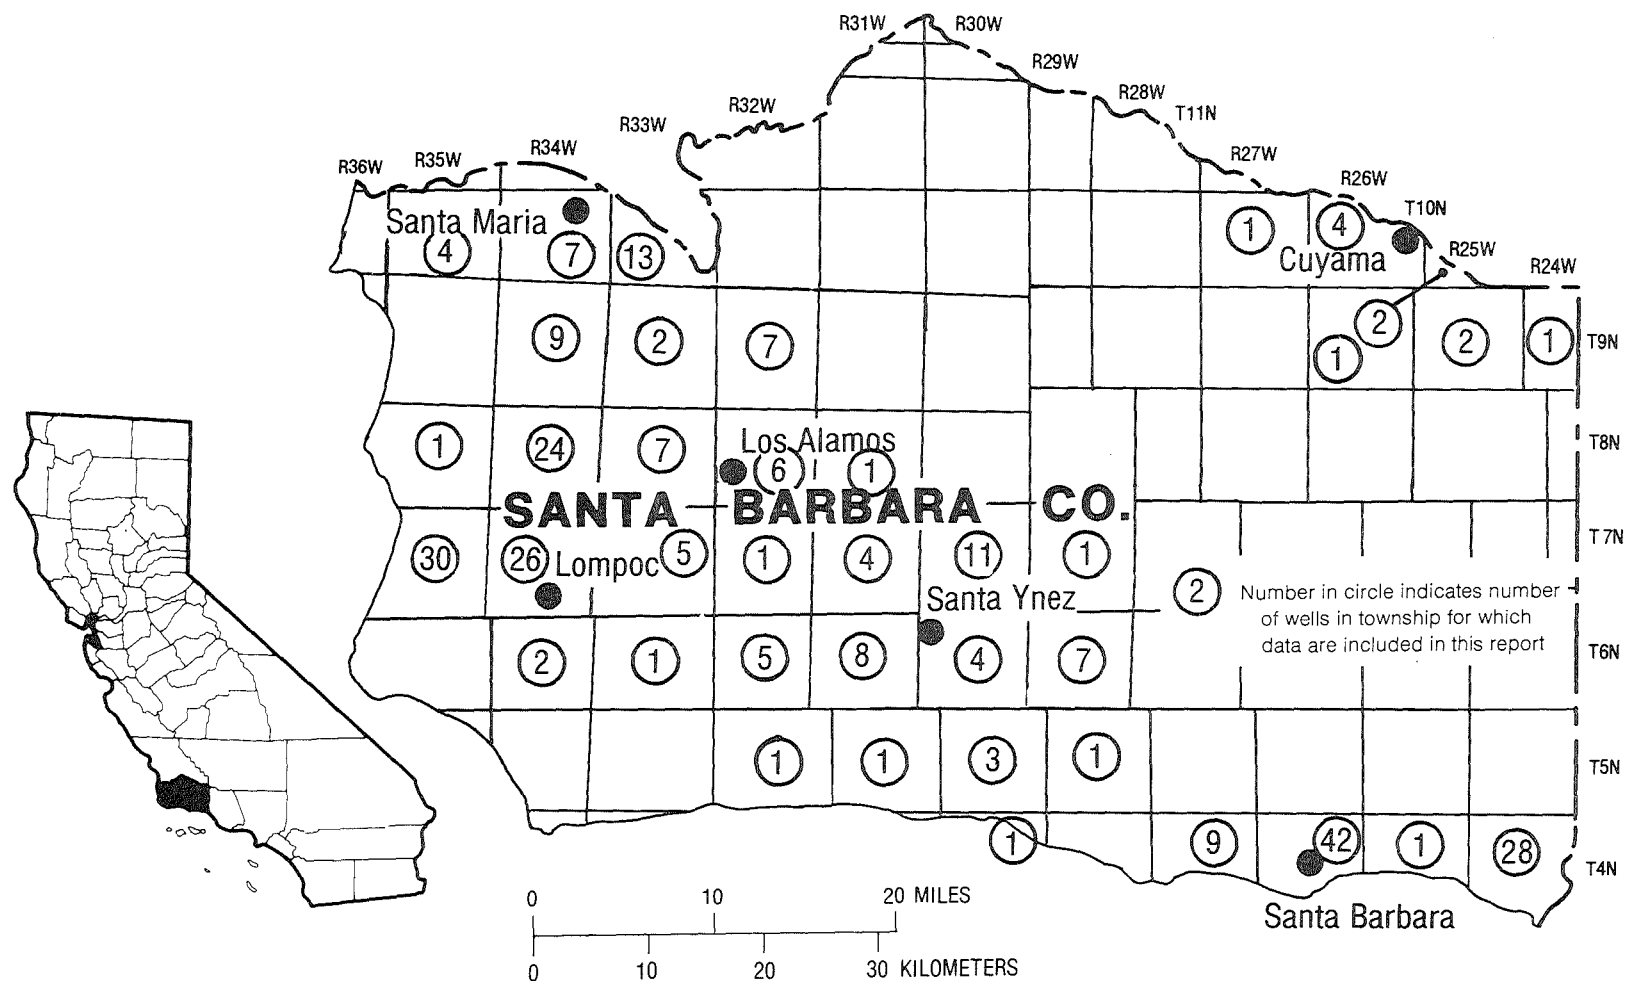 R31W
R30W
R29W
R28W
R32W
T11N
R33W
R34W
R27W
R35W
R36W
R26W
Santa Maria
T10N
1
4
4
7
13
Cuyama
R25W
R24W
9
2
7
2
1
2
1
T9N
1
24
7
Los Alamos
6
1
T8N
SANTA BARBARA CO.
30
26
Lompoc
5
1
4
11
1
T7N
Santa Ynez
2
Number in circle indicates number
of wells in township for which
data are included in this report
2
1
5
8
4
7
T6N
1
1
3
1
T5N
1
9
42
1
28
T4N
0 10 20 MILES
Santa Barbara
0 10 20 30 KILOMETERS